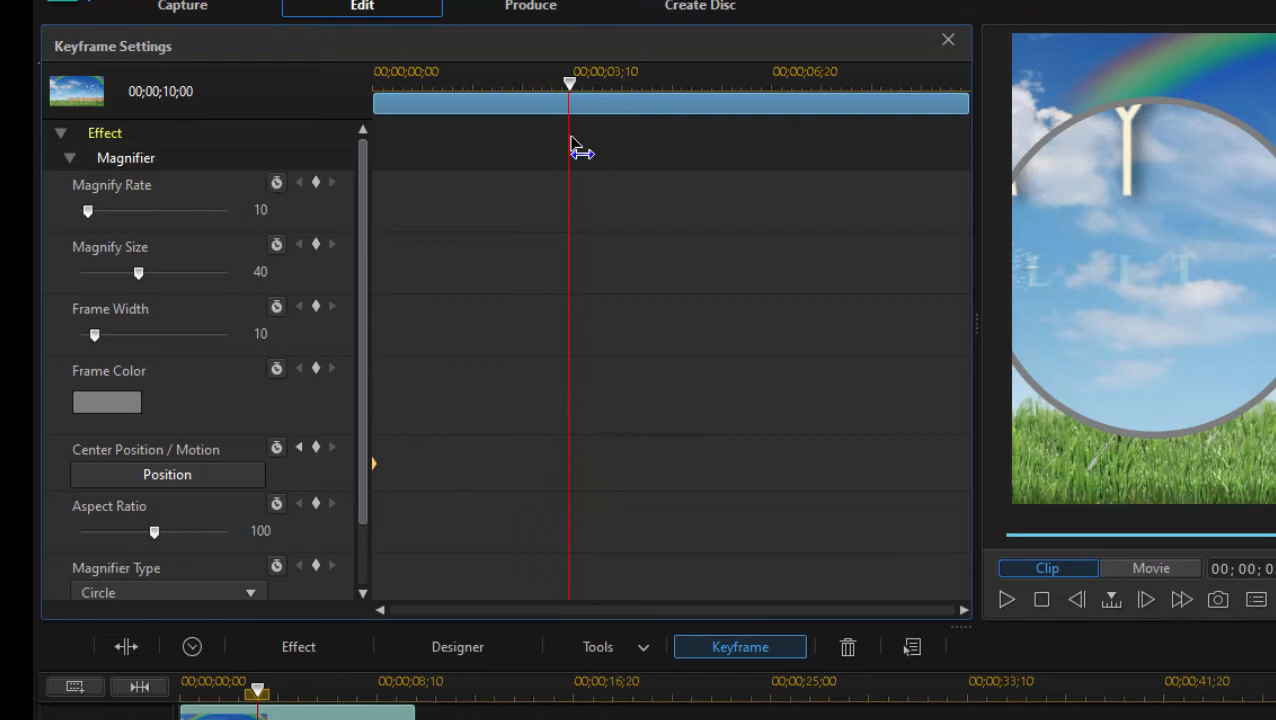 Capture Edit Produce Create Disc
Keyframe Settings
00;00;00;00 00;00;03;10 00;00;06;20
00;00;10;00
Effect
Magnifier
Magnify Rate
10
Magnify Size
40
Frame Width
10
Frame Color
Center Position / Motion
Position
Aspect Ratio
100
Magnifier Type
Circle
Y
Clip Movie 00; 00; 0
Effect Designer Tools Keyframe
00;00;00;00 00;00;08;10 00;00;16;20 00;00;25;00 00;00;33;10 00;00;41;20